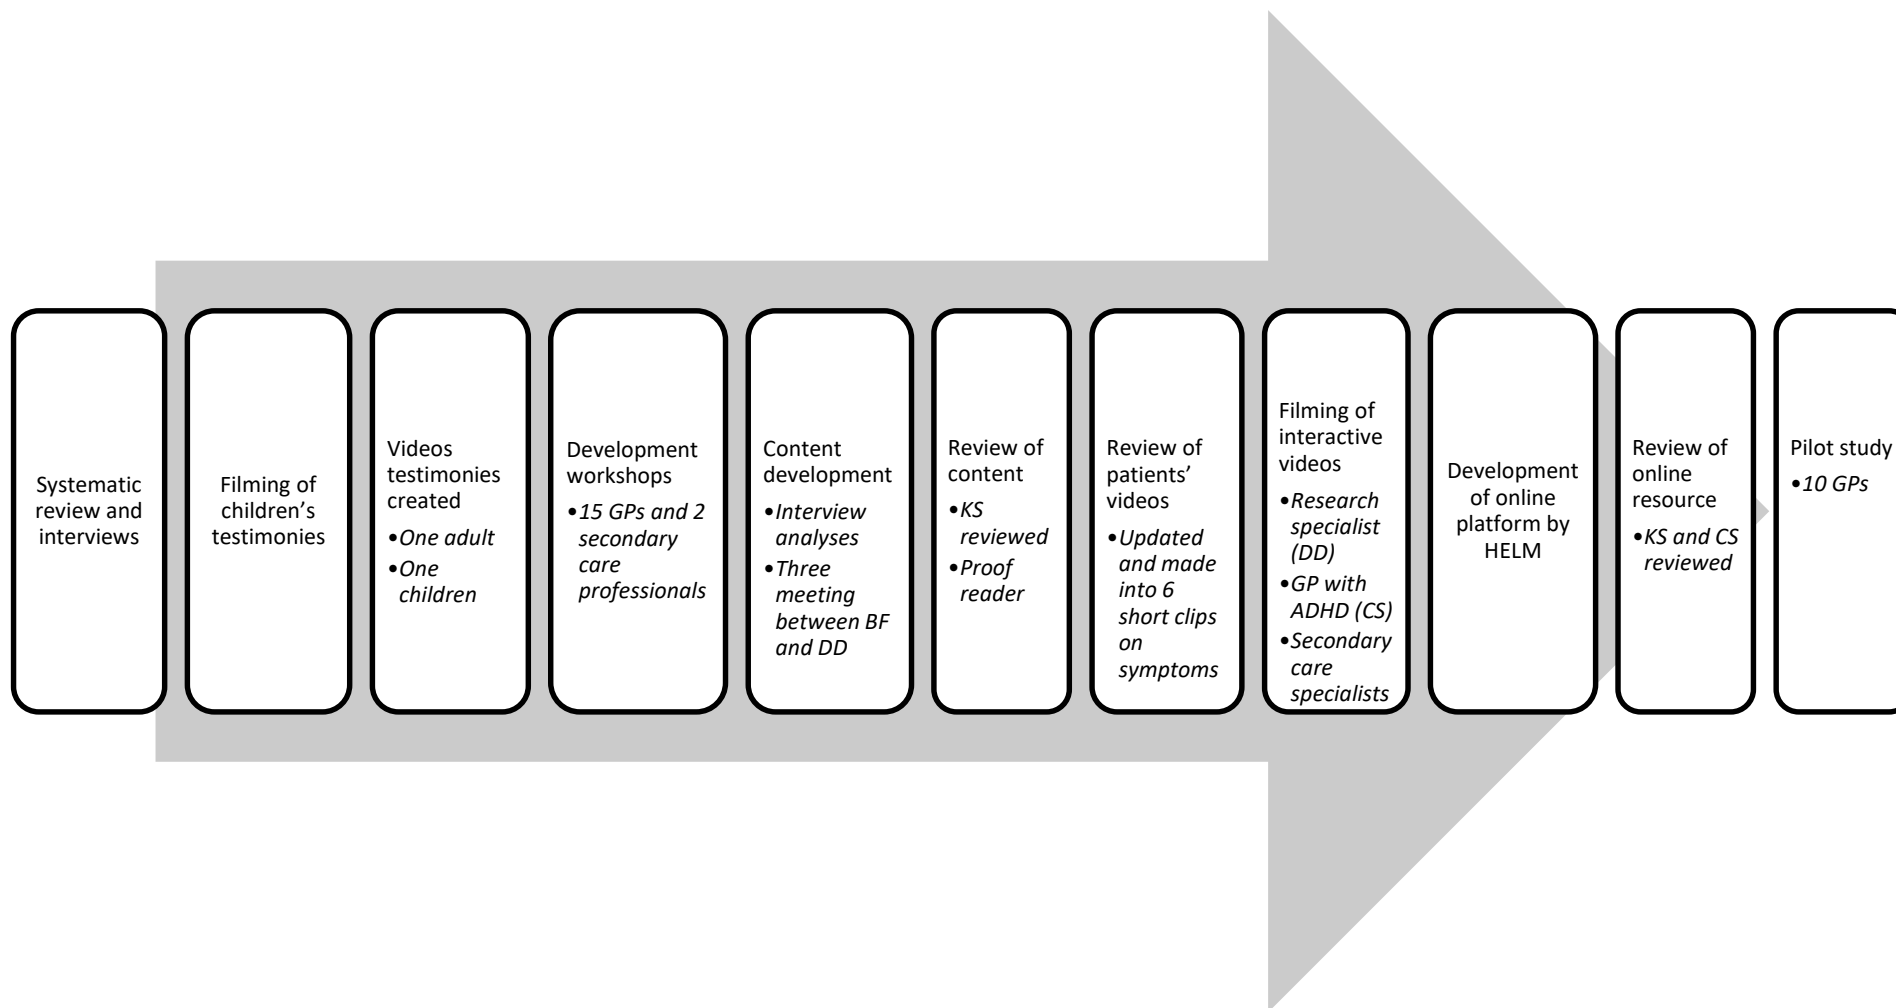 Systematic
review and
interviews
Filming of
children’s
testimonies
Videos
testimonies
created
•One adult
•One
children
Development
workshops
•15 GPs and 2
secondary
care
professionals
Content
development
•Interview
analyses
•Three
meeting
between BF
and DD
Review of
content
•KS
reviewed
•Proof
reader
Review of
patients’
videos
•Updated
and made
into 6
short clips
on
symptoms
Filming of
interactive
videos
•Research
specialist
(DD)
•GP with
ADHD (CS)
•Secondary
care
specialists
Development
of online
platform by
HELM
Review of
online
resource
•KS and CS
reviewed
Pilot study
•10 GPs